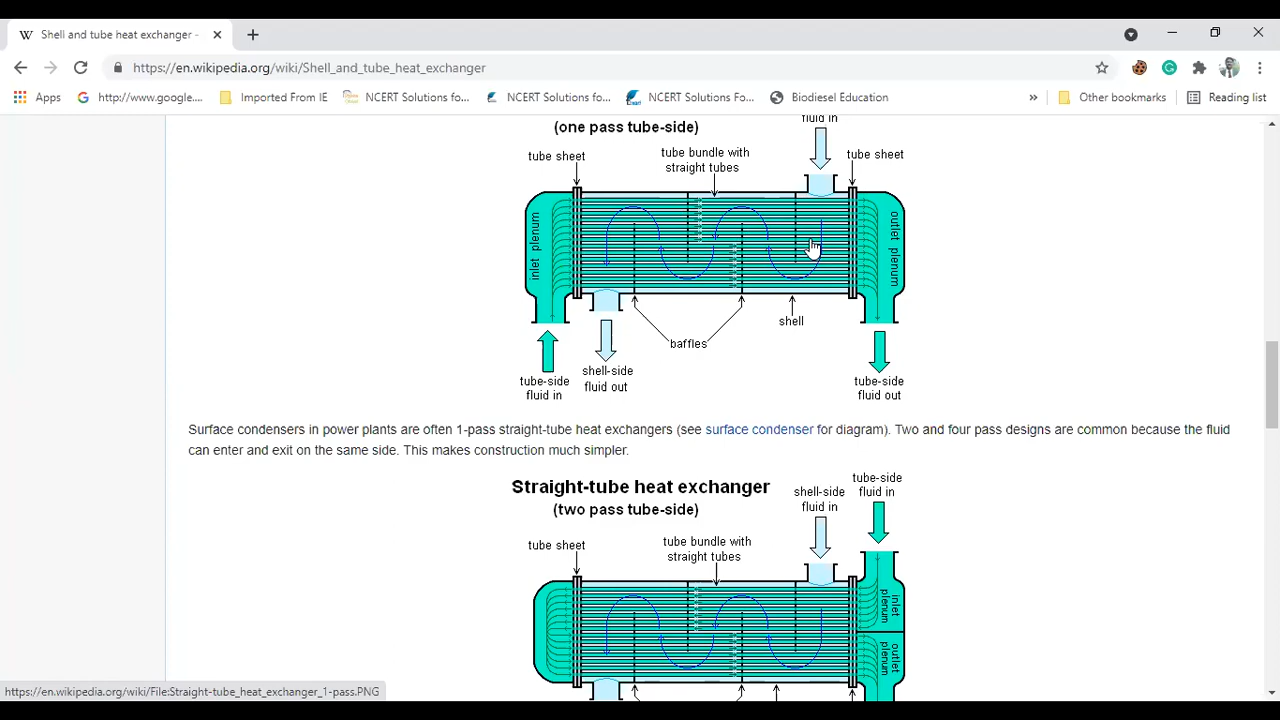 Shell and tube heat exchanger -
https://en.wikipedia.org/wiki/Shell_and_tube_heat_exchanger
Apps
http://www.google....
Imported From IE
NCERT Solutions fo...
NCERT Solutions fo...
NCERT Solutions Fo...
Biodiesel Education
»
Other bookmarks
Reading list
(one pass tube-side)
fluid in
tube sheet
tube bundle with
straight tubes
tube sheet
inlet plenum
outlet plenum
shell
baffles
shell-side
fluid out
tube-side
fluid in
tube-side
fluid out
Surface condensers in power plants are often 1-pass straight-tube heat exchangers (see surface condenser for diagram). Two and four pass designs are common because the fluid
can enter and exit on the same side. This makes construction much simpler.
Straight-tube heat exchanger
(two pass tube-side)
shell-side
fluid in
tube-side
fluid in
tube sheet
tube bundle with
straight tubes
inlet
plenum
outlet
plenum
https://en.wikipedia.org/wiki/File:Straight-tube_heat_exchanger_1-pass.PNG